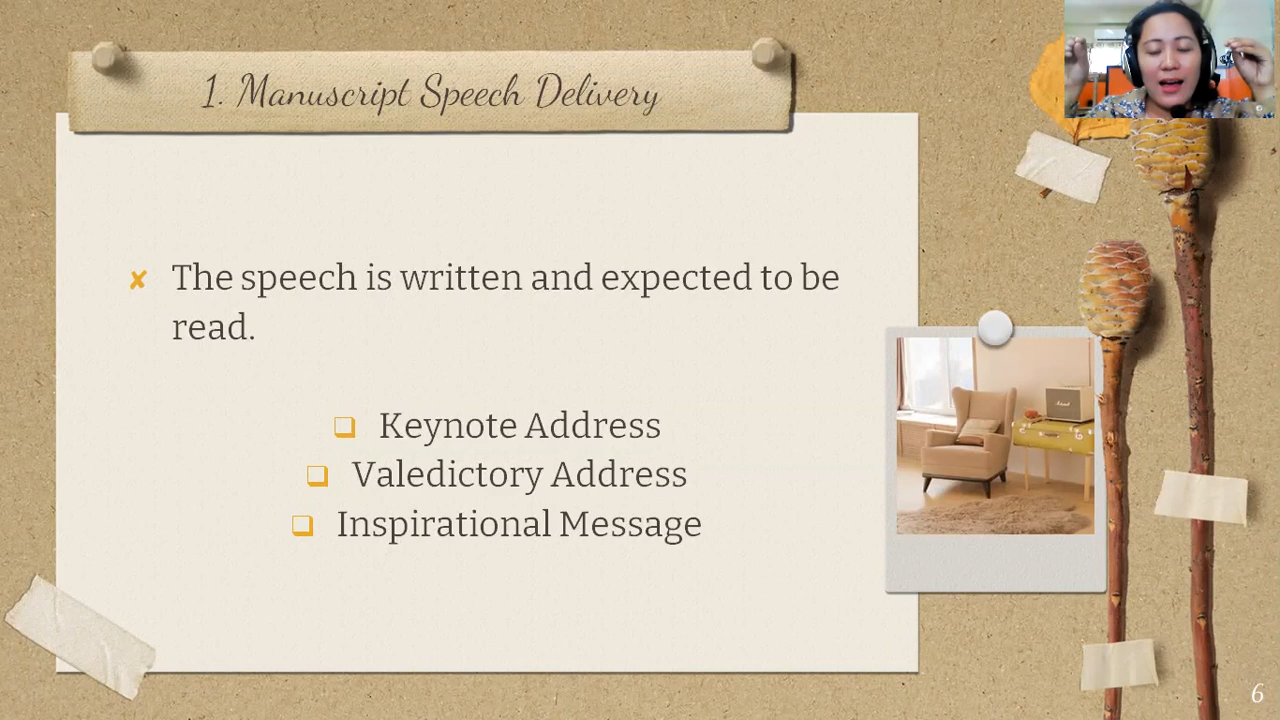 1. Manuscript Speech Delivery
The speech is written and expected to be
read.
Keynote Address
Valedictory Address
Inspirational Message
6